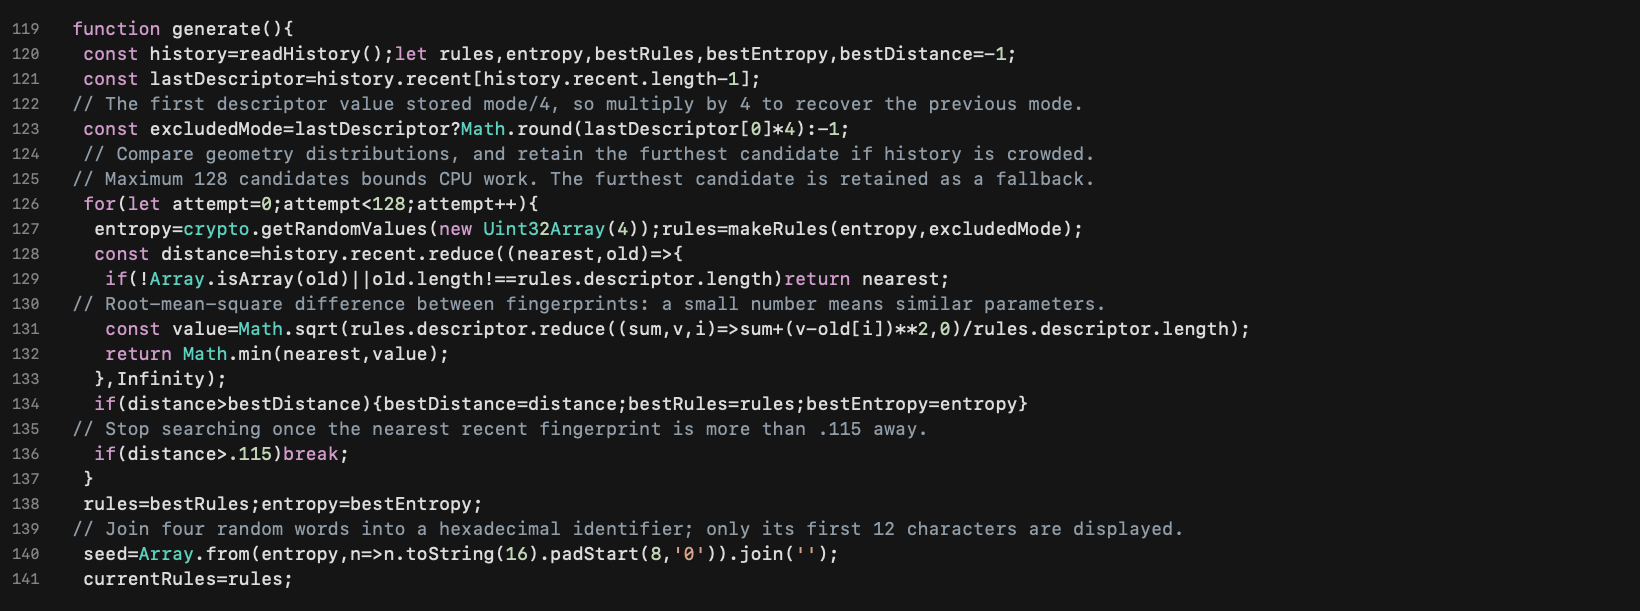 119 function generate(){
120 const history=readHistory();let rules,entropy,bestRules,bestEntropy,bestDistance=-1;
121 const lastDescriptor=history.recent[history.recent.length-1];
122 // The first descriptor value stored mode/4, so multiply by 4 to recover the previous mode.
123 const excludedMode=lastDescriptor?Math.round(lastDescriptor[0]*4):-1;
124 // Compare geometry distributions, and retain the furthest candidate if history is crowded.
125 // Maximum 128 candidates bounds CPU work. The furthest candidate is retained as a fallback.
126 for(let attempt=0;attempt<128;attempt++){
127 entropy=crypto.getRandomValues(new Uint32Array(4));rules=makeRules(entropy,excludedMode);
128 const distance=history.recent.reduce((nearest,old)=>{
129 if(!Array.isArray(old)||old.length!==rules.descriptor.length)return nearest;
130 // Root-mean-square difference between fingerprints: a small number means similar parameters.
131 const value=Math.sqrt(rules.descriptor.reduce((sum,v,i)=>sum+(v-old[i])**2,0)/rules.descriptor.length);
132 return Math.min(nearest,value);
133 },Infinity);
134 if(distance>bestDistance){bestDistance=distance;bestRules=rules;bestEntropy=entropy}
135 // Stop searching once the nearest recent fingerprint is more than .115 away.
136 if(distance>.115)break;
137 }
138 rules=bestRules;entropy=bestEntropy;
139 // Join four random words into a hexadecimal identifier; only its first 12 characters are displayed.
140 seed=Array.from(entropy,n=>n.toString(16).padStart(8,'0')).join('');
141 currentRules=rules;